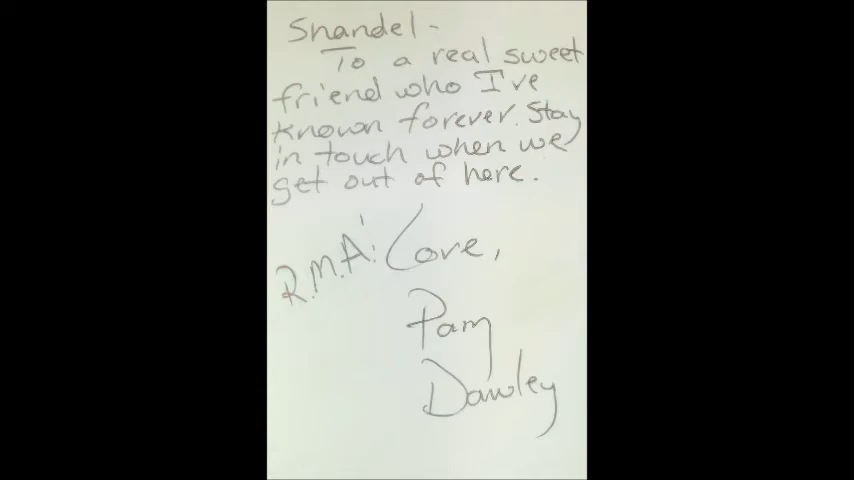 Shandel -
To a real sweet
friend who I've
known forever. Stay
in touch when we
get out of here.
R.M.A! Love,
Pam
Dawley